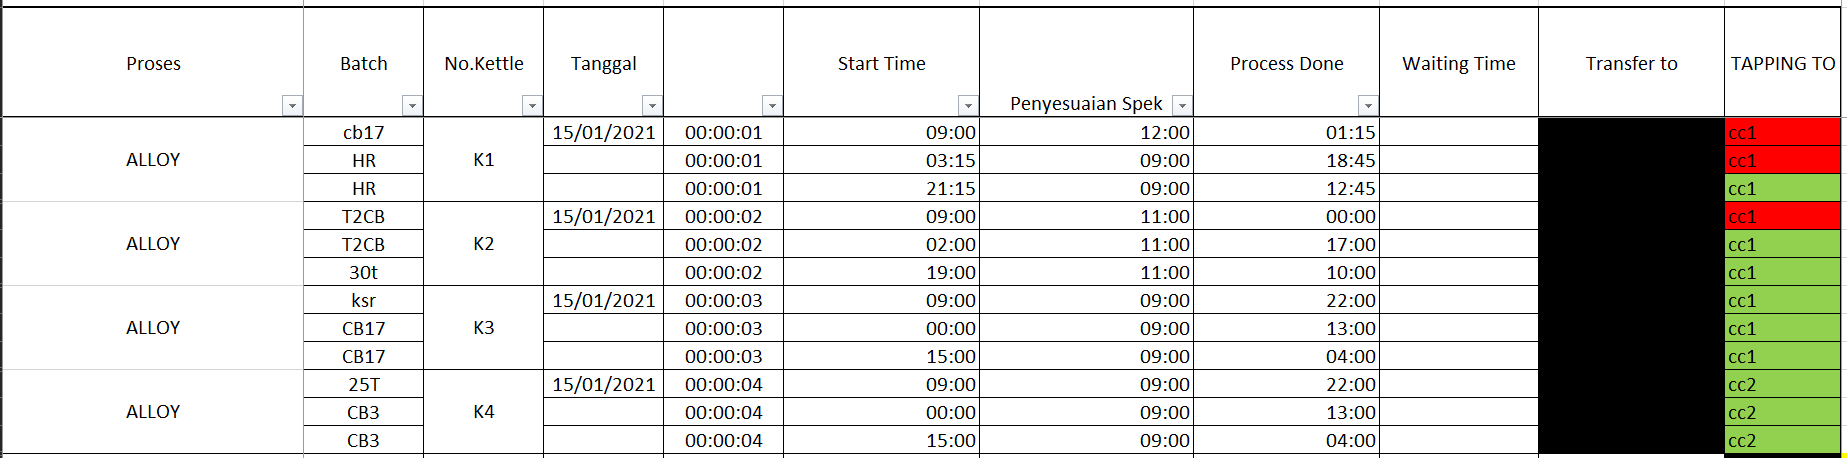 Proses Batch No.Kettle Tanggal Start Time Penyesuaian Spek Process Done Waiting Time Transfer to TAPPING TO
ALLOY cb17 K1 15/01/2021 00:00:01 09:00 12:00 01:15 cc1
HR 00:00:01 03:15 09:00 18:45 cc1
HR 00:00:01 21:15 09:00 12:45 cc1
ALLOY T2CB K2 15/01/2021 00:00:02 09:00 11:00 00:00 cc1
T2CB 00:00:02 02:00 11:00 17:00 cc1
30t 00:00:02 19:00 11:00 10:00 cc1
ALLOY ksr K3 15/01/2021 00:00:03 09:00 09:00 22:00 cc1
CB17 00:00:03 00:00 09:00 13:00 cc1
CB17 00:00:03 15:00 09:00 04:00 cc1
ALLOY 25T K4 15/01/2021 00:00:04 09:00 09:00 22:00 cc2
CB3 00:00:04 00:00 09:00 13:00 cc2
CB3 00:00:04 15:00 09:00 04:00 cc2